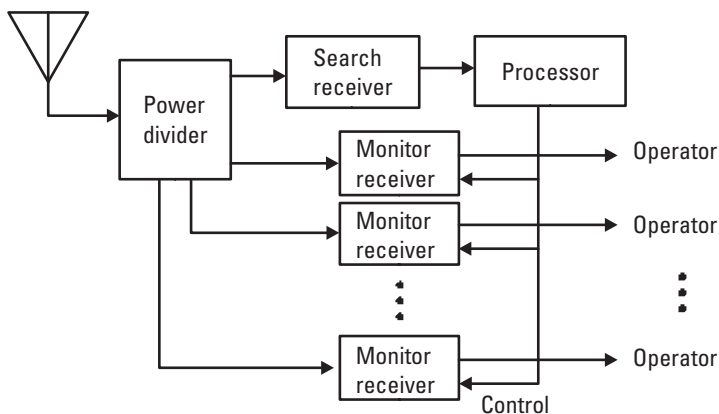 Search
receiver
Processor
Power
divider
Monitor
receiver
Operator
Monitor
receiver
Operator
Monitor
receiver
Operator
Control